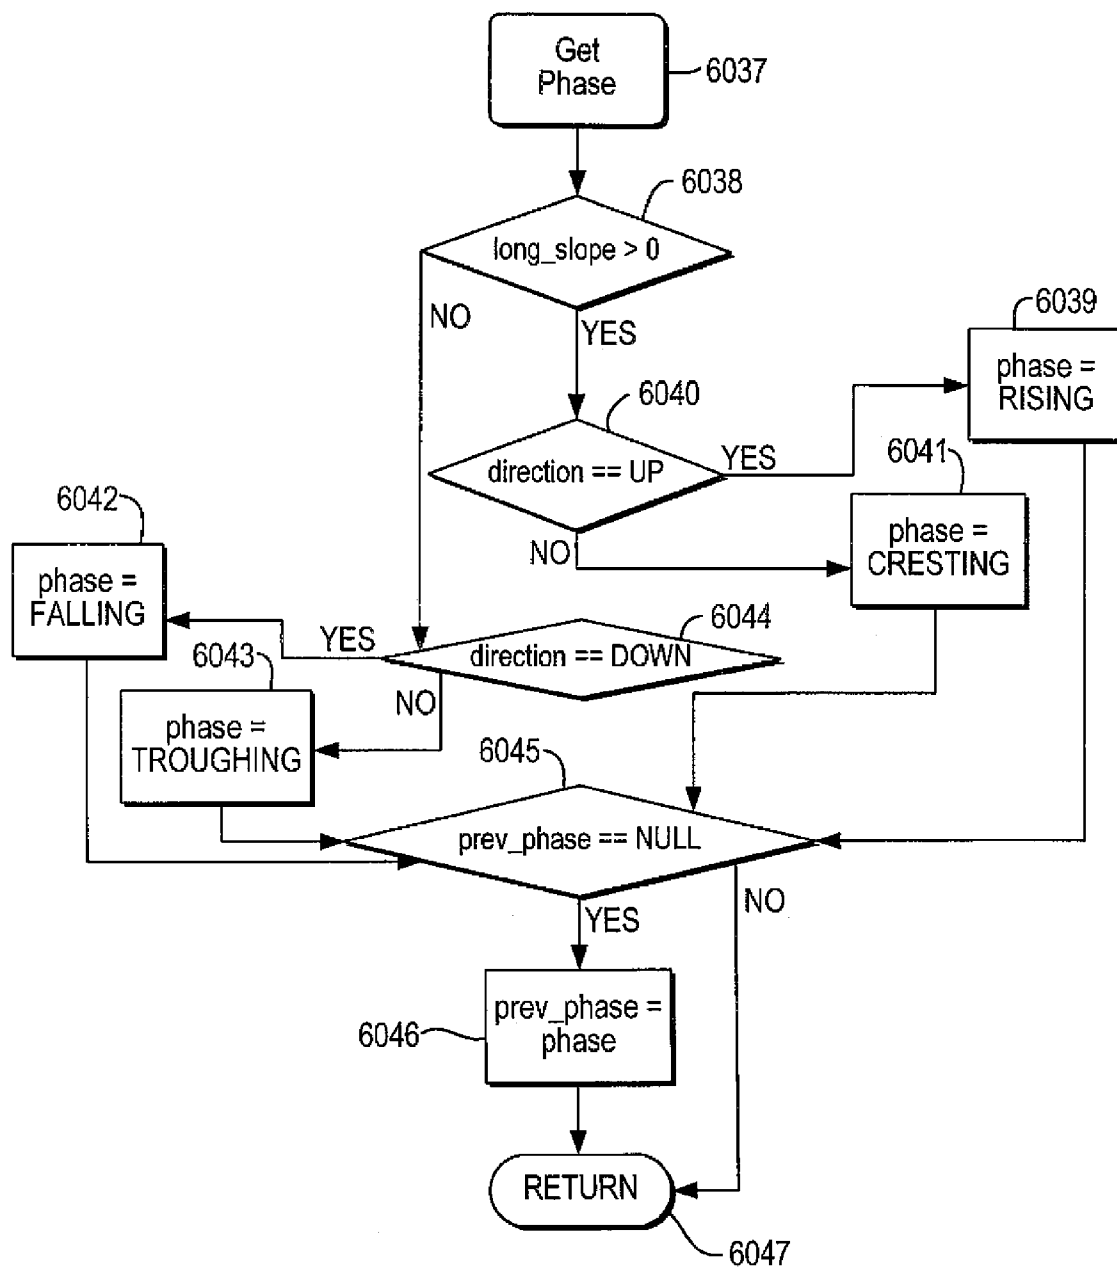 Get
Phase
6037
6038
long_slope > 0
NO
YES
6039
phase =
RISING
6040
direction == UP
YES
NO
6041
phase =
CRESTING
6042
phase =
FALLING
YES
6044
direction == DOWN
6043
NO
phase =
TROUGHING
6045
prev_phase == NULL
YES
NO
prev_phase =
phase
6046
RETURN
6047